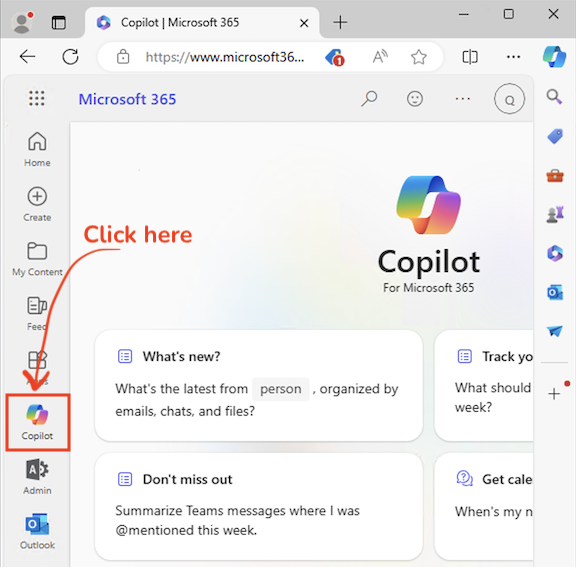 Copilot | Microsoft 365
https://www.microsoft36...
1
Microsoft 365
Q
Home
Create
My Content
Click here
Feed
Copilot
Admin
Outlook
Copilot
For Microsoft 365
What's new?
What's the latest from person , organized by
emails, chats, and files?
Track yo
What should
week?
Don't miss out
Summarize Teams messages where I was
@mentioned this week.
Get cale
When's my n